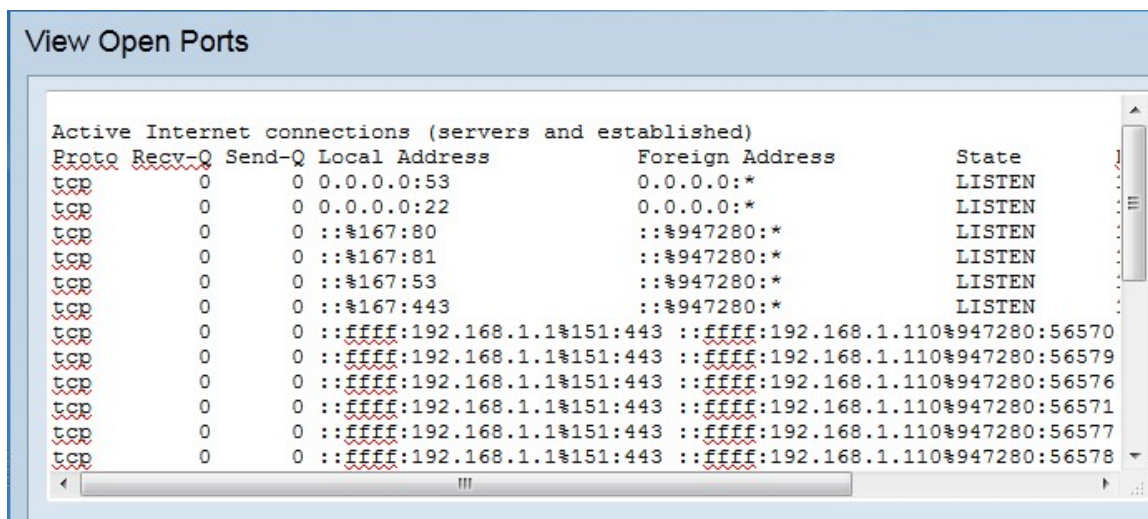 View Open Ports
Active Internet connections (servers and established)
Proto Recv-Q Send-Q Local Address Foreign Address State
tcp 0 0 0.0.0.0:53 0.0.0.0:* LISTEN
tcp 0 0 0.0.0.0:22 0.0.0.0:* LISTEN
tcp 0 0 ::%167:80 ::%947280:* LISTEN
tcp 0 0 ::%167:81 ::%947280:* LISTEN
tcp 0 0 ::%167:53 ::%947280:* LISTEN
tcp 0 0 ::%167:443 ::%947280:* LISTEN
tcp 0 0 ::ffff:192.168.1.1%151:443 ::ffff:192.168.1.110%947280:56570
tcp 0 0 ::ffff:192.168.1.1%151:443 ::ffff:192.168.1.110%947280:56579
tcp 0 0 ::ffff:192.168.1.1%151:443 ::ffff:192.168.1.110%947280:56576
tcp 0 0 ::ffff:192.168.1.1%151:443 ::ffff:192.168.1.110%947280:56571
tcp 0 0 ::ffff:192.168.1.1%151:443 ::ffff:192.168.1.110%947280:56577
tcp 0 0 ::ffff:192.168.1.1%151:443 ::ffff:192.168.1.110%947280:56578